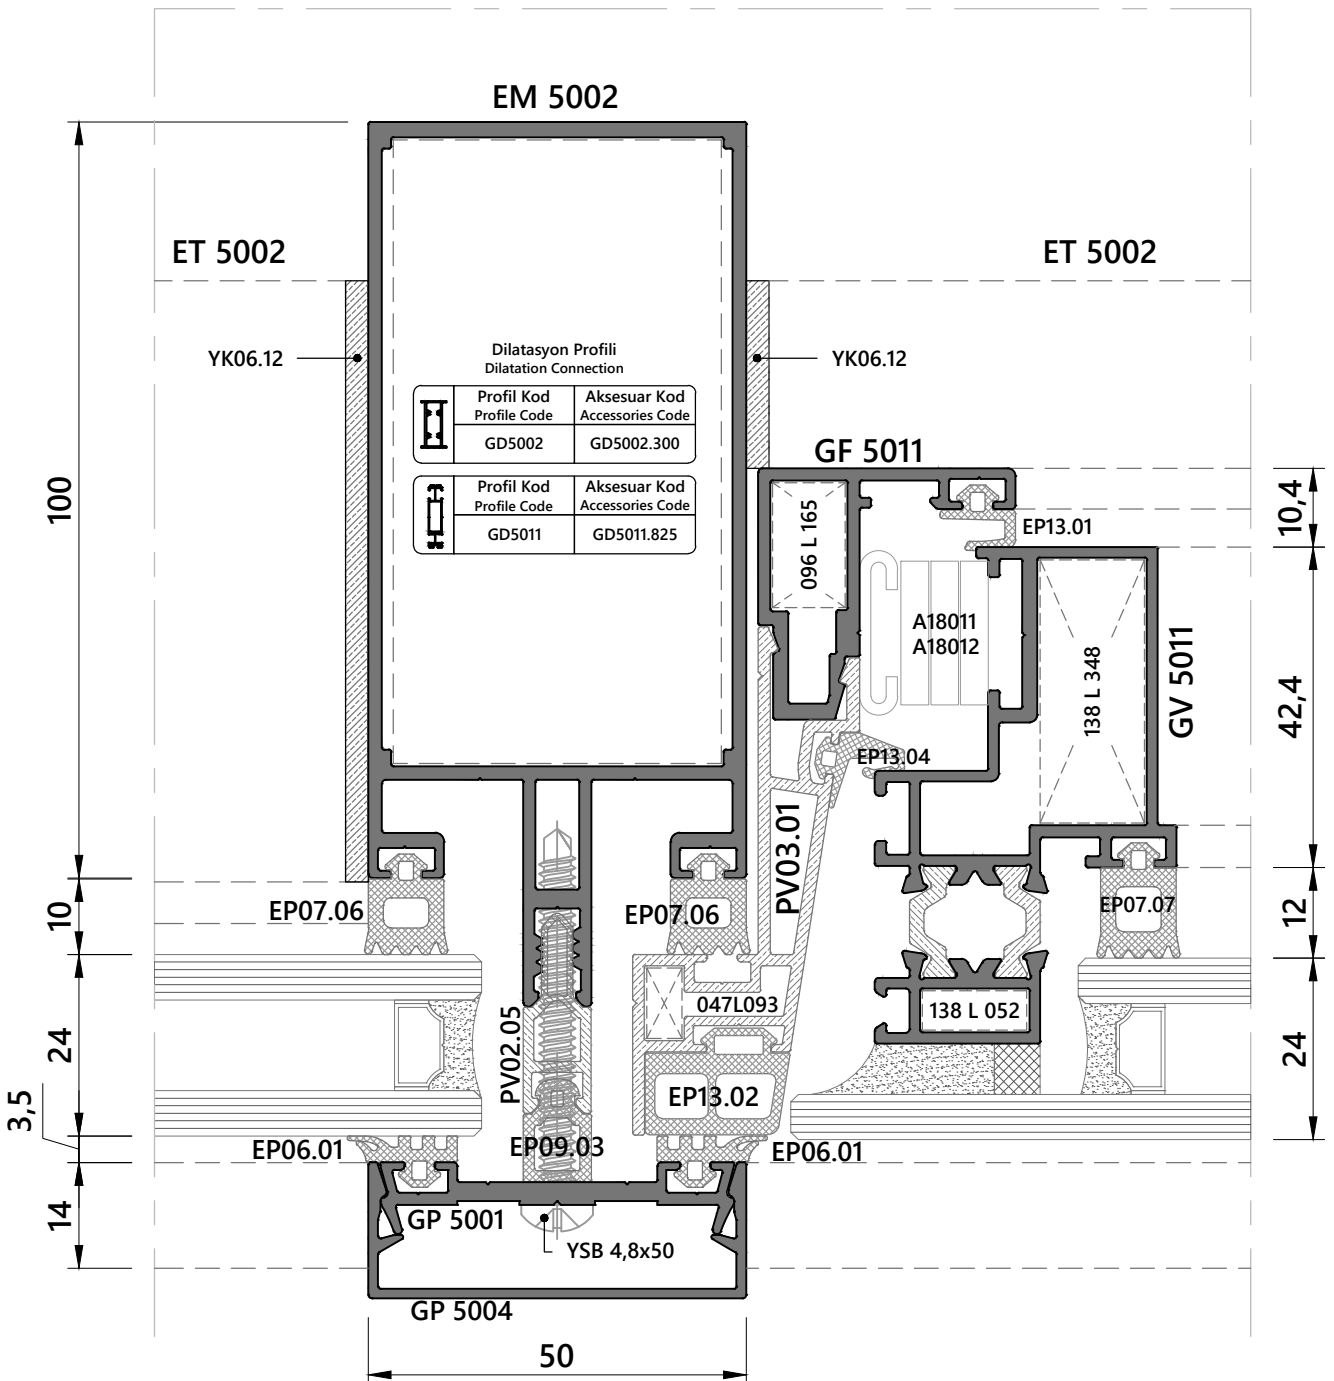 EM 5002
ET 5002
ET 5002
YK06.12
YK06.12
Dilatasyon Profili
Dilatation Connection
Profil Kod
Profile Code
Aksesuar Kod
Accessories Code
GD5002
GD5002.300
Profil Kod
Profile Code
Aksesuar Kod
Accessories Code
GD5011
GD5011.825
GF 5011
096 L 165
EP13.01
A18011
A18012
138 L 348
GV 5011
EP13.04
PV03.01
EP07.06
EP07.06
EP07.07
047L093
138 L 052
PV02.05
EP13.02
EP09.03
EP06.01
EP06.01
GP 5001
YSB 4,8x50
GP 5004
100
10
24
3,5
14
50
10,4
42,4
12
24